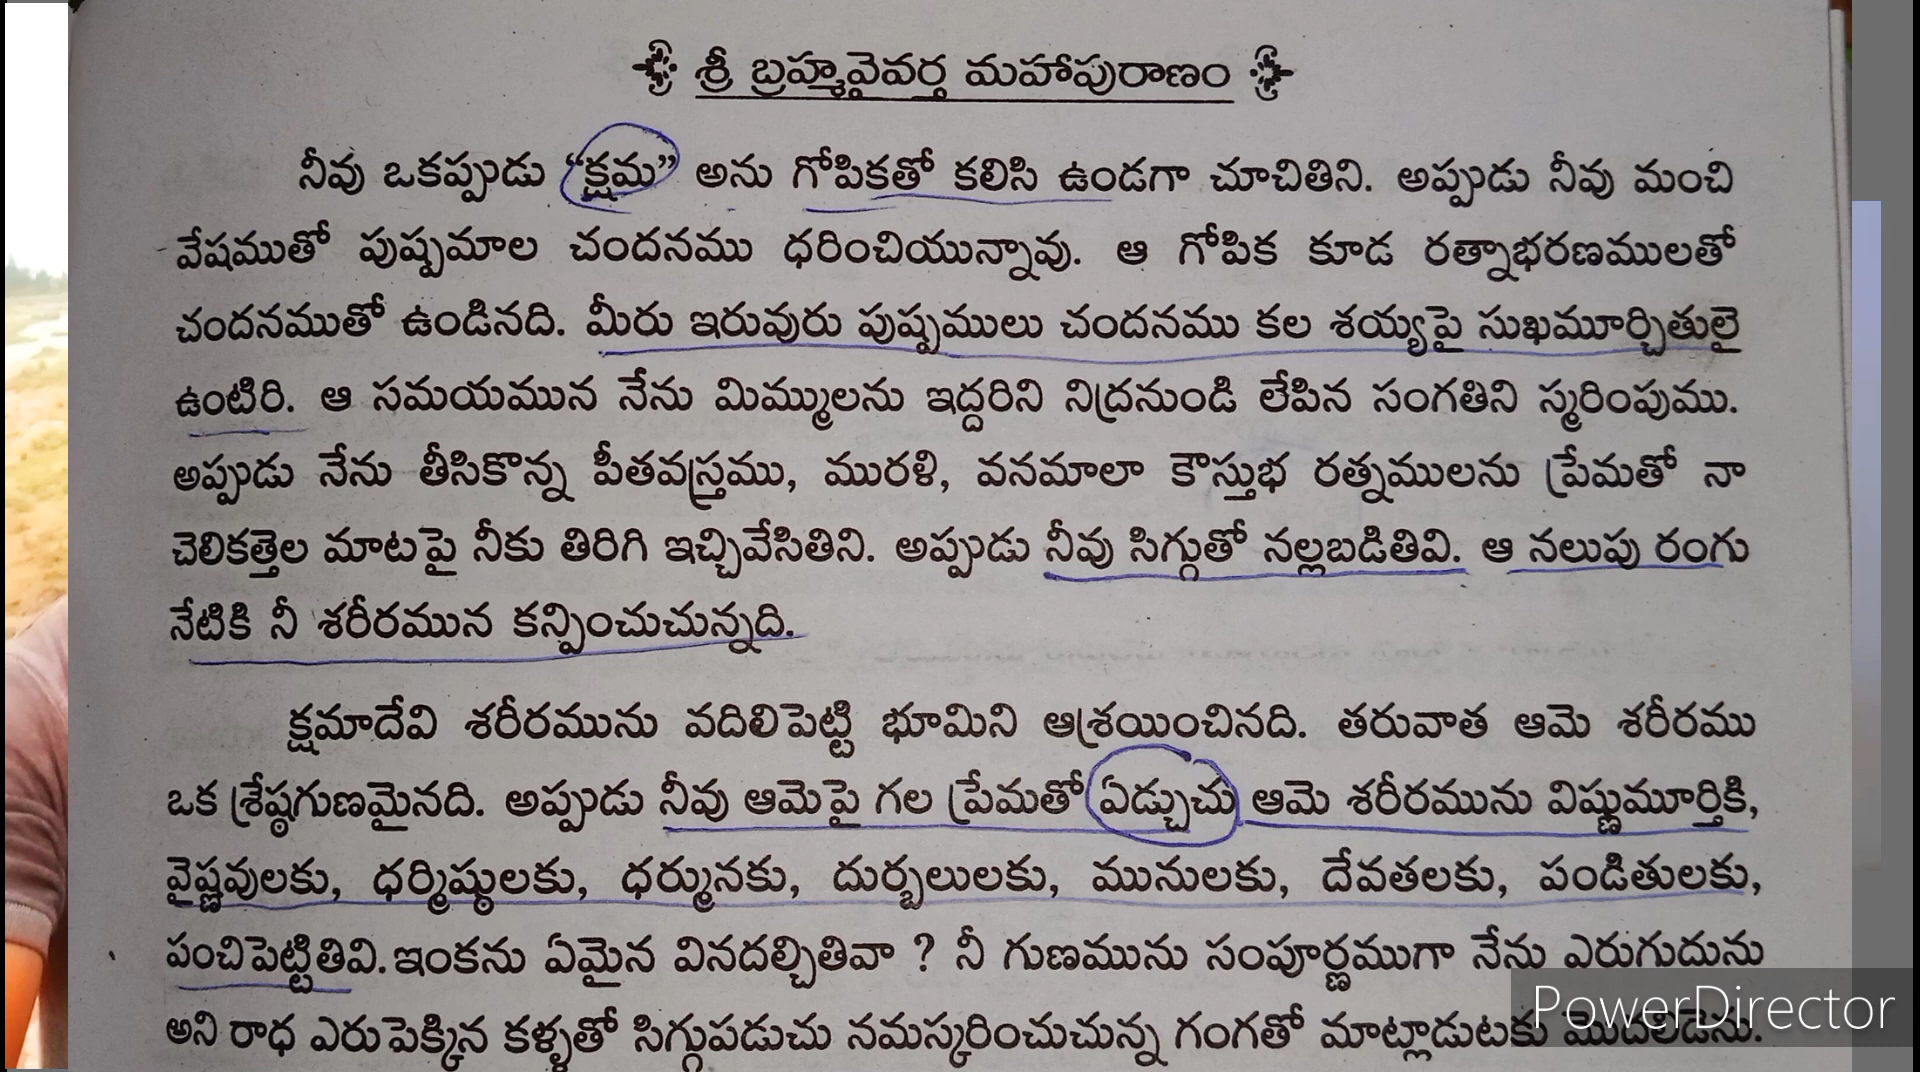 శ్రీ బ్రహ్మవైవర్త మహాపురాణం
నీవు ఒకప్పుడు “క్షమ” అను గోపికతో కలిసి ఉండగా చూచితిని. అప్పుడు నీవు మంచి
వేషముతో పుష్పమాల చందనము ధరించియున్నావు. ఆ గోపిక కూడ రత్నాభరణములతో
చందనముతో ఉండినది. మీరు ఇరువురు పుష్పములు చందనము కల శయ్యపై సుఖమూర్చితులై
ఉంటిరి. ఆ సమయమున నేను మిమ్ములను ఇద్దరిని నిద్రనుండి లేపిన సంగతిని స్మరింపుము.
అప్పుడు నేను తీసికొన్న పీతవస్త్రము, మురళి, వనమాలా కౌస్తుభ రత్నములను ప్రేమతో నా
చెలికత్తెల మాటపై నీకు తిరిగి ఇచ్చివేసితిని. అప్పుడు నీవు సిగ్గుతో నల్లబడితివి. ఆ నలుపు రంగు
నేటికి నీ శరీరమున కన్పించుచున్నది.
క్షమాదేవి శరీరమును వదిలిపెట్టి భూమిని ఆశ్రయించినది. తరువాత ఆమె శరీరము
ఒక శ్రేష్ఠగుణమైనది. అప్పుడు నీవు ఆమెపై గల ప్రేమతో ఏడ్చుచు ఆమె శరీరమును విష్ణుమూర్తికి,
వైష్ణవులకు, ధర్మిష్ఠులకు, ధర్మునకు, దుర్బలులకు, మునులకు, దేవతలకు, పండితులకు,
పంచిపెట్టితివి. ఇంకను ఏమైన వినదల్చితివా ? నీ గుణమును సంపూర్ణముగా నేను ఎరుగుదును
అని రాధ ఎరుపెక్కిన కళ్ళతో సిగ్గుపడుచు నమస్కరించుచున్న గంగతో మాట్లాడుటకు మొదలిడెను.
PowerDirector